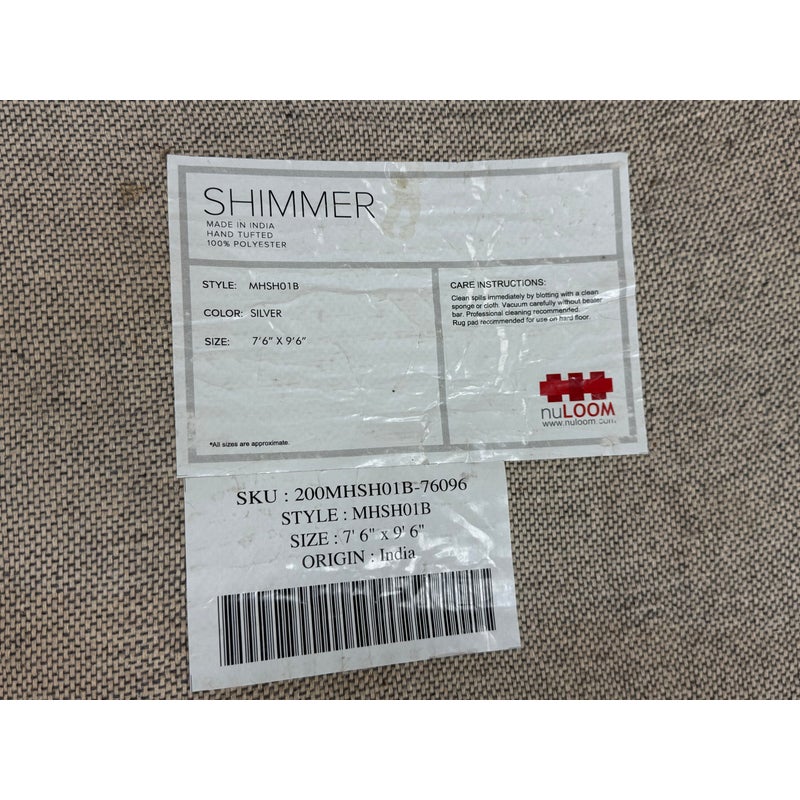 SHIMMER
MADE IN INDIA
HAND TUFTED
100% POLYESTER
STYLE: MHSH01B
COLOR: SILVER
SIZE: 7'6" X 9'6"
*All sizes are approximate.
CARE INSTRUCTIONS:
Clean spills immediately by blotting with a clean
sponge or cloth. Vacuum carefully without beater
bar. Professional cleaning recommended.
Rug pad recommended for use on hard floor.
nuLOOM
www.nuloom.com
SKU : 200MHSH01B-76096
STYLE : MHSH01B
SIZE : 7' 6" x 9' 6"
ORIGIN : India